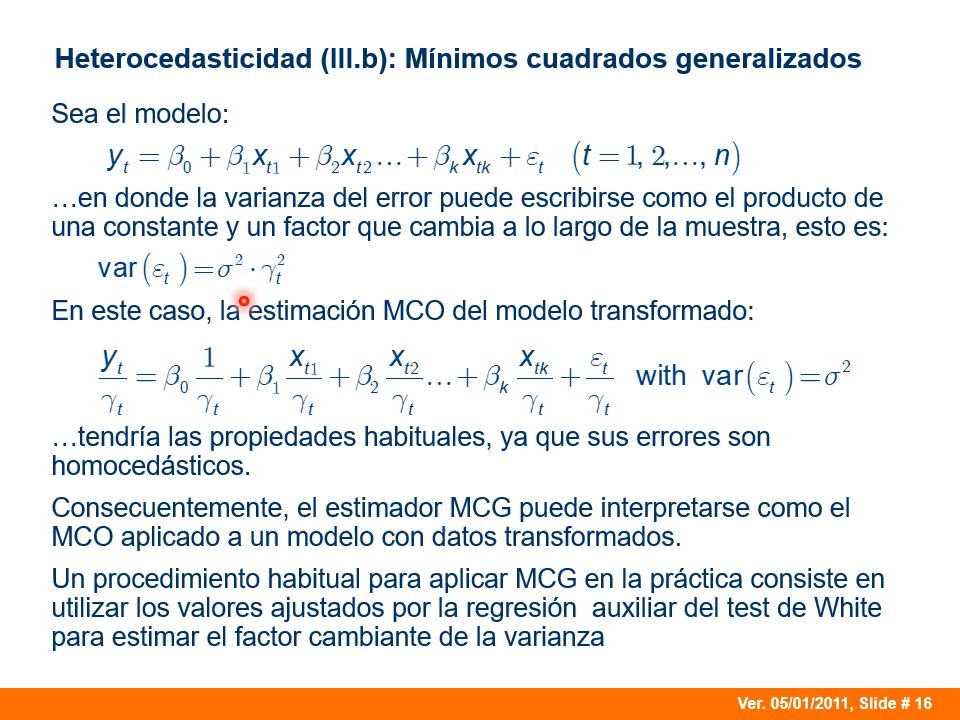 Heterocedasticidad (III.b): Mínimos cuadrados generalizados
Sea el modelo:
yₜ = β₀ + β₁xₜ₁ + β₂xₜ₂ … + βₖxₜₖ + εₜ (t = 1, 2,…, n)
…en donde la varianza del error puede escribirse como el producto de
una constante y un factor que cambia a lo largo de la muestra, esto es:
var(εₜ) = σ² · γₜ²
En este caso, la estimación MCO del modelo transformado:
yₜ/γₜ = β₀ 1/γₜ + β₁ xₜ₁/γₜ + β₂ xₜ₂/γₜ … + βₖ xₜₖ/γₜ + εₜ/γₜ with var(εₜ) = σ²
…tendría las propiedades habituales, ya que sus errores son
homocedásticos.
Consecuentemente, el estimador MCG puede interpretarse como el
MCO aplicado a un modelo con datos transformados.
Un procedimiento habitual para aplicar MCG en la práctica consiste en
utilizar los valores ajustados por la regresión auxiliar del test de White
para estimar el factor cambiante de la varianza
Ver. 05/01/2011, Slide # 16